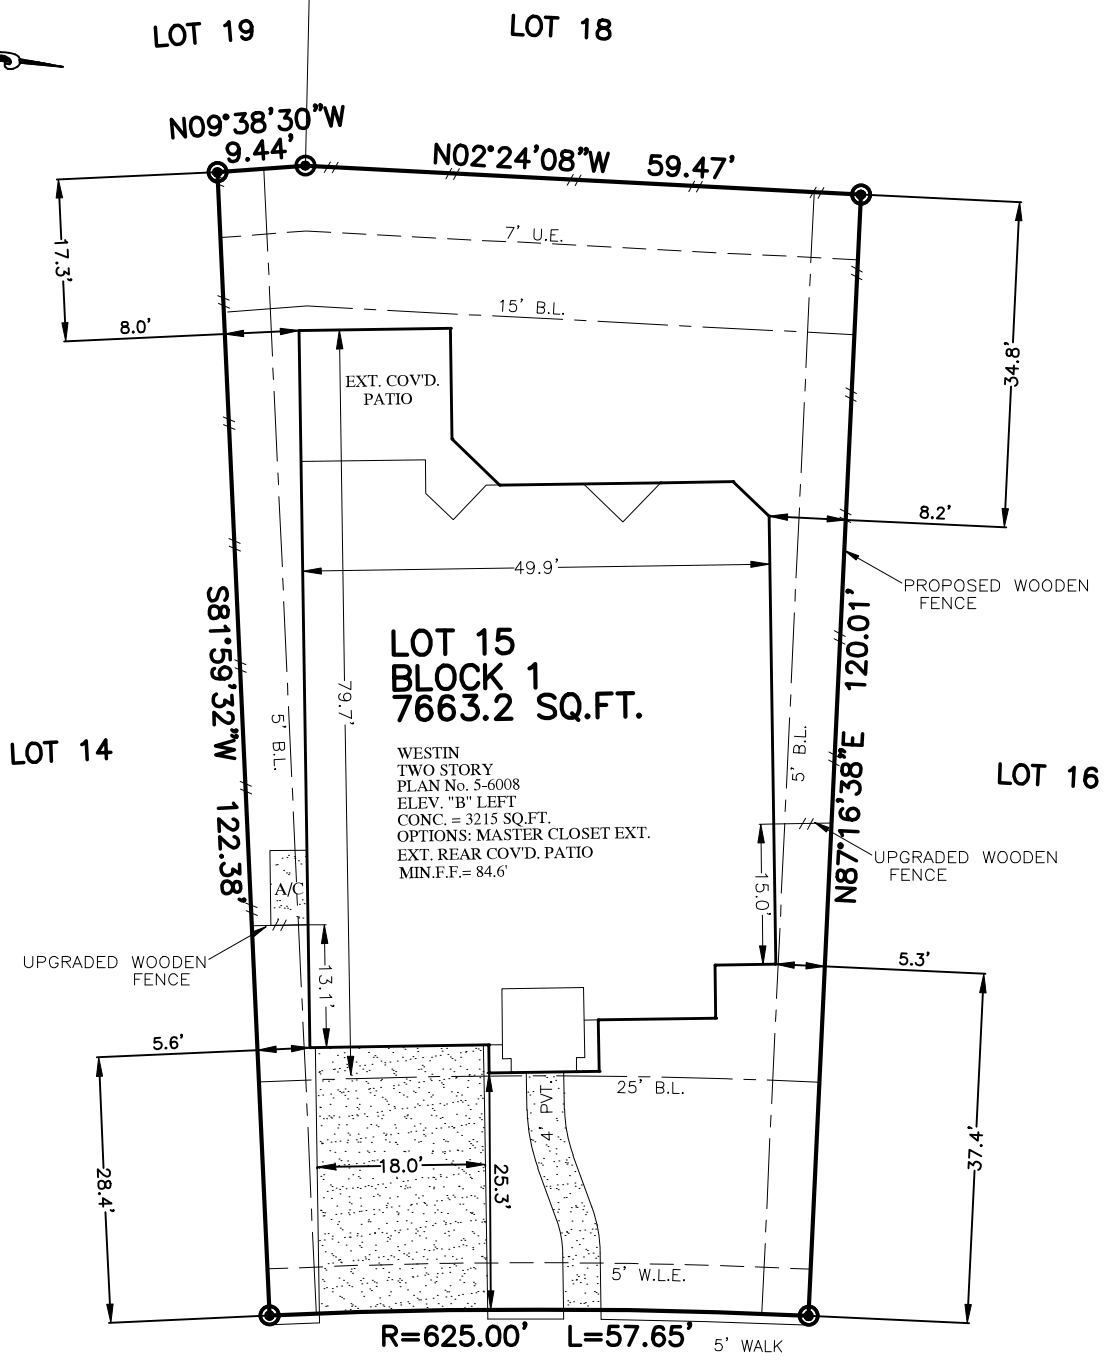 LOT 19
LOT 18
N09°38'30"W
9.44'
N02°24'08"W 59.47'
7' U.E.
17.3'
15' B.L.
8.0'
34.8'
EXT. COV'D.
PATIO
8.2'
49.9'
PROPOSED WOODEN
FENCE
S81°59'32"W 122.38'
N87°16'38"E 120.01'
LOT 15
BLOCK 1
7663.2 SQ.FT.
79.7'
5' B.L.
5' B.L.
LOT 14
LOT 16
WESTIN
TWO STORY
PLAN No. 5-6008
ELEV. "B" LEFT
CONC. = 3215 SQ.FT.
OPTIONS: MASTER CLOSET EXT.
EXT. REAR COV'D. PATIO
MIN.F.F.= 84.6'
UPGRADED WOODEN
FENCE
A/C
15.0'
UPGRADED WOODEN
FENCE
13.1'
5.3'
5.6'
25' B.L.
4' PVT.
18.0'
25.3'
28.4'
37.4'
5' W.L.E.
R=625.00' L=57.65'
5' WALK